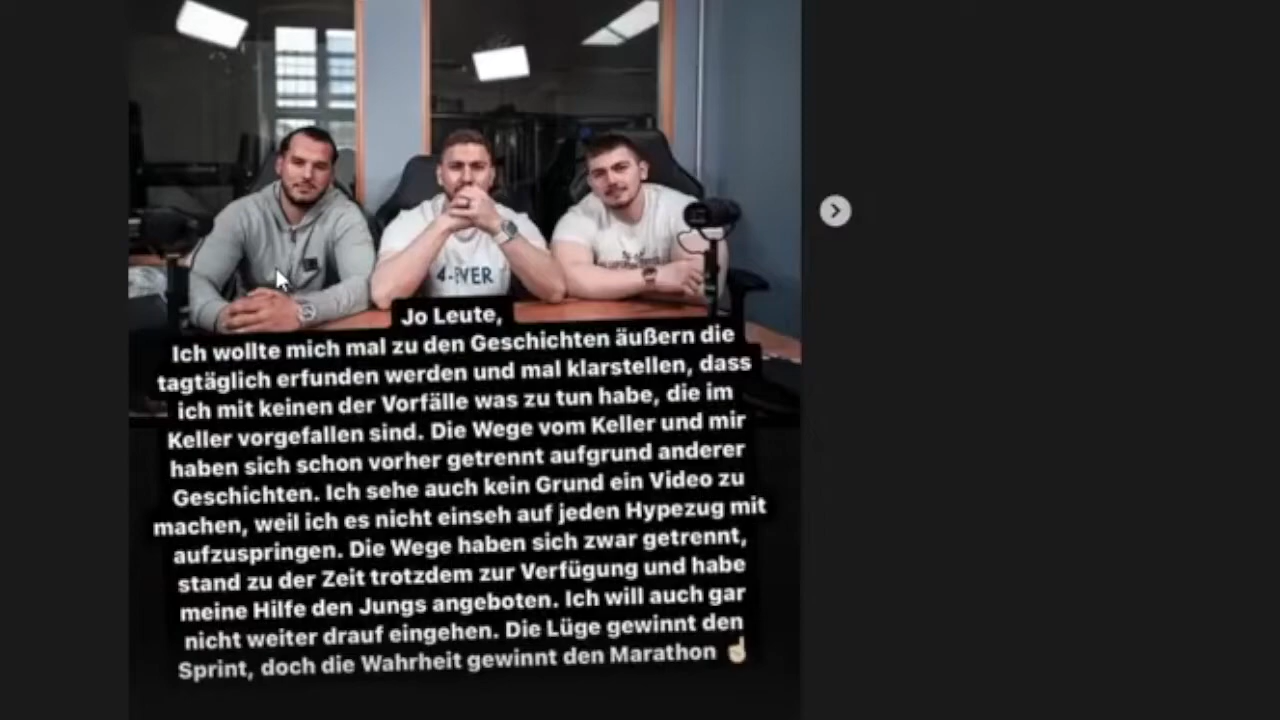 4-EVER
Jo Leute,
Ich wollte mich mal zu den Geschichten äußern die
tagtäglich erfunden werden und mal klarstellen, dass
ich mit keinen der Vorfälle was zu tun habe, die im
Keller vorgefallen sind. Die Wege vom Keller und mir
haben sich schon vorher getrennt aufgrund anderer
Geschichten. Ich sehe auch kein Grund ein Video zu
machen, weil ich es nicht einseh auf jeden Hypezug mit
aufzuspringen. Die Wege haben sich zwar getrennt,
stand zu der Zeit trotzdem zur Verfügung und habe
meine Hilfe den Jungs angeboten. Ich will auch gar
nicht weiter drauf eingehen. Die Lüge gewinnt den
Sprint, doch die Wahrheit gewinnt den Marathon ☝🏼